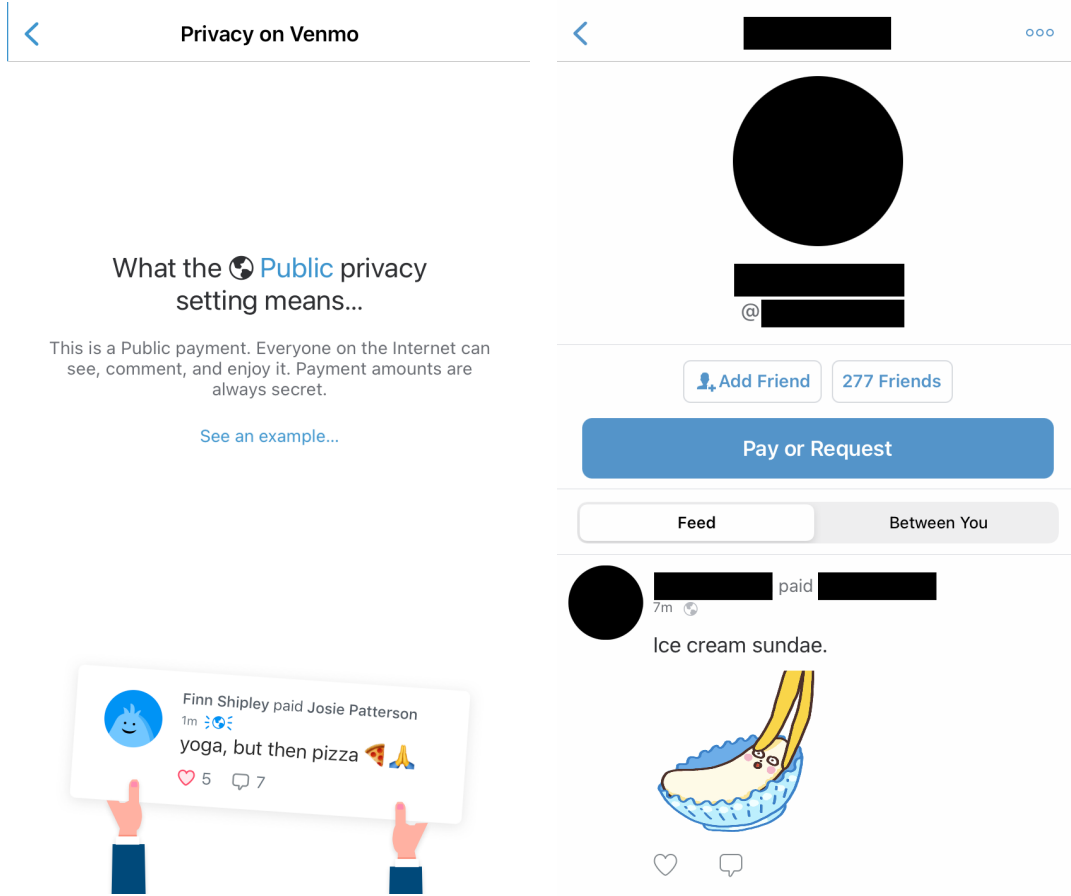 Privacy on Venmo
What the Public privacy
setting means...
This is a Public payment. Everyone on the Internet can
see, comment, and enjoy it. Payment amounts are
always secret.
See an example...
Finn Shipley paid Josie Patterson
1m
yoga, but then pizza 🍕🙏
5 7
@
Add Friend 277 Friends
Pay or Request
Feed Between You
paid
7m
Ice cream sundae.